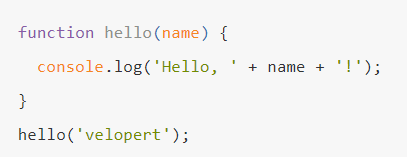 function hello(name) {
  console.log('Hello, ' + name + '!');
}
hello('velopert');